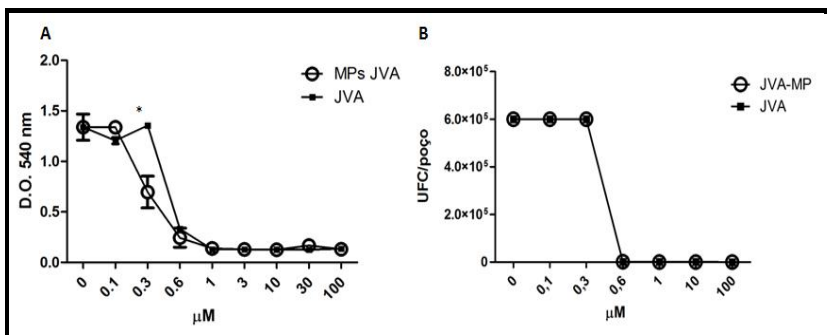 A
2.0
1.5
1.0
0.5
0.0
D.O. 540 nm
*
MPs JVA
JVA
0 0.1 0.3 0.6 1 3 10 30 100
µM
B
8.0×10⁵
6.0×10⁵
4.0×10⁵
2.0×10⁵
0
UFC/poço
JVA-MP
JVA
0 0,1 0,3 0,6 1 10 100
µM